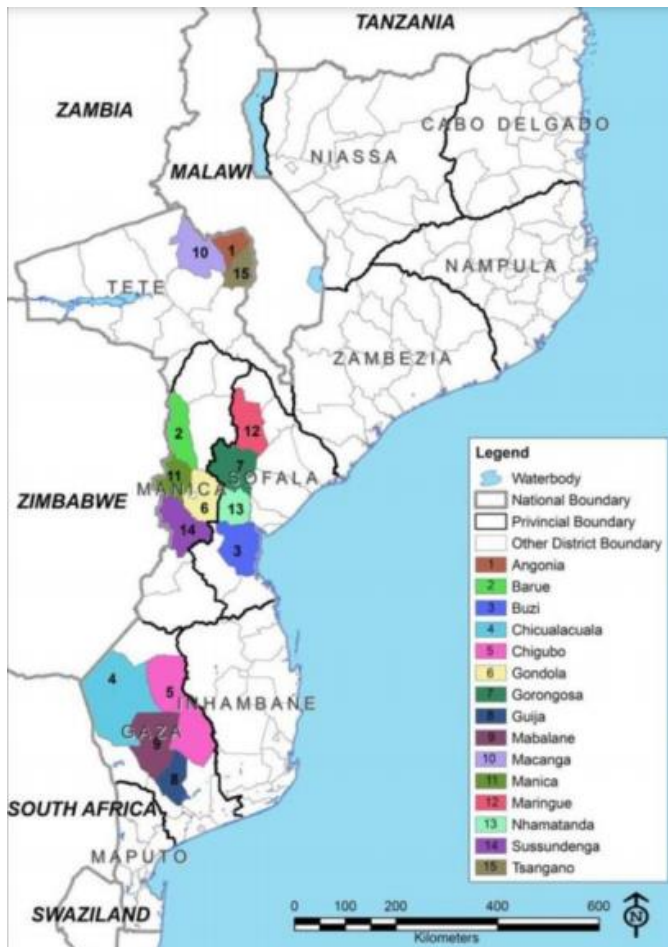 TANZANIA
ZAMBIA
CABO DELGADO
NIASSA
MALAWI
10
1
15
NAMPULA
TETE
ZAMBEZIA
2
12
7
11
SOFALA
MANICA
ZIMBABWE
6
13
14
3
4
5
INHAMBANE
GAZA
9
8
SOUTH AFRICA
MAPUTO
SWAZILAND
Legend
Waterbody
National Boundary
Privincial Boundary
Other District Boundary
1 Angonia
2 Barue
3 Buzi
4 Chicualacuala
5 Chigubo
6 Gondola
7 Gorongosa
8 Guija
9 Mabalane
10 Macanga
11 Manica
12 Maringue
13 Nhamatanda
14 Sussundenga
15 Tsangano
0 100 200 400 600
Kilometers
N